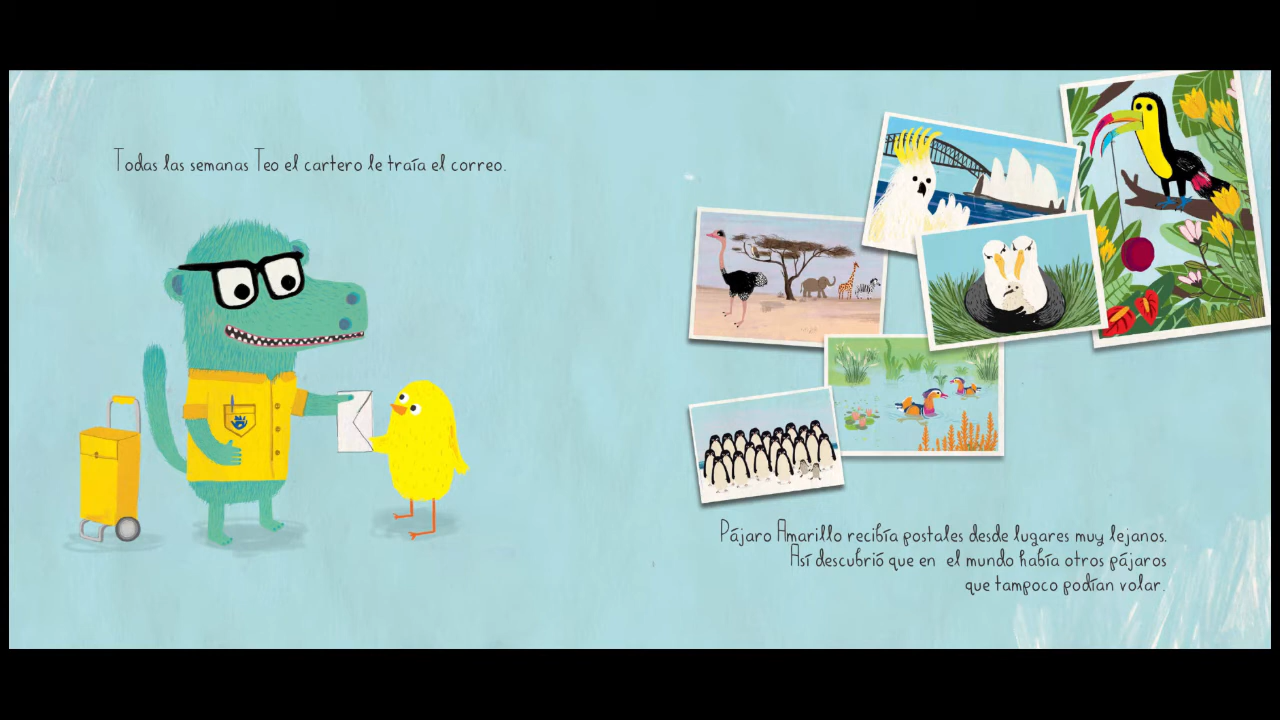 Todas las semanas Teo el cartero le traía el correo.
Pájaro Amarillo recibía postales desde lugares muy lejanos.
Así descubrió que en el mundo había otros pájaros
que tampoco podían volar.